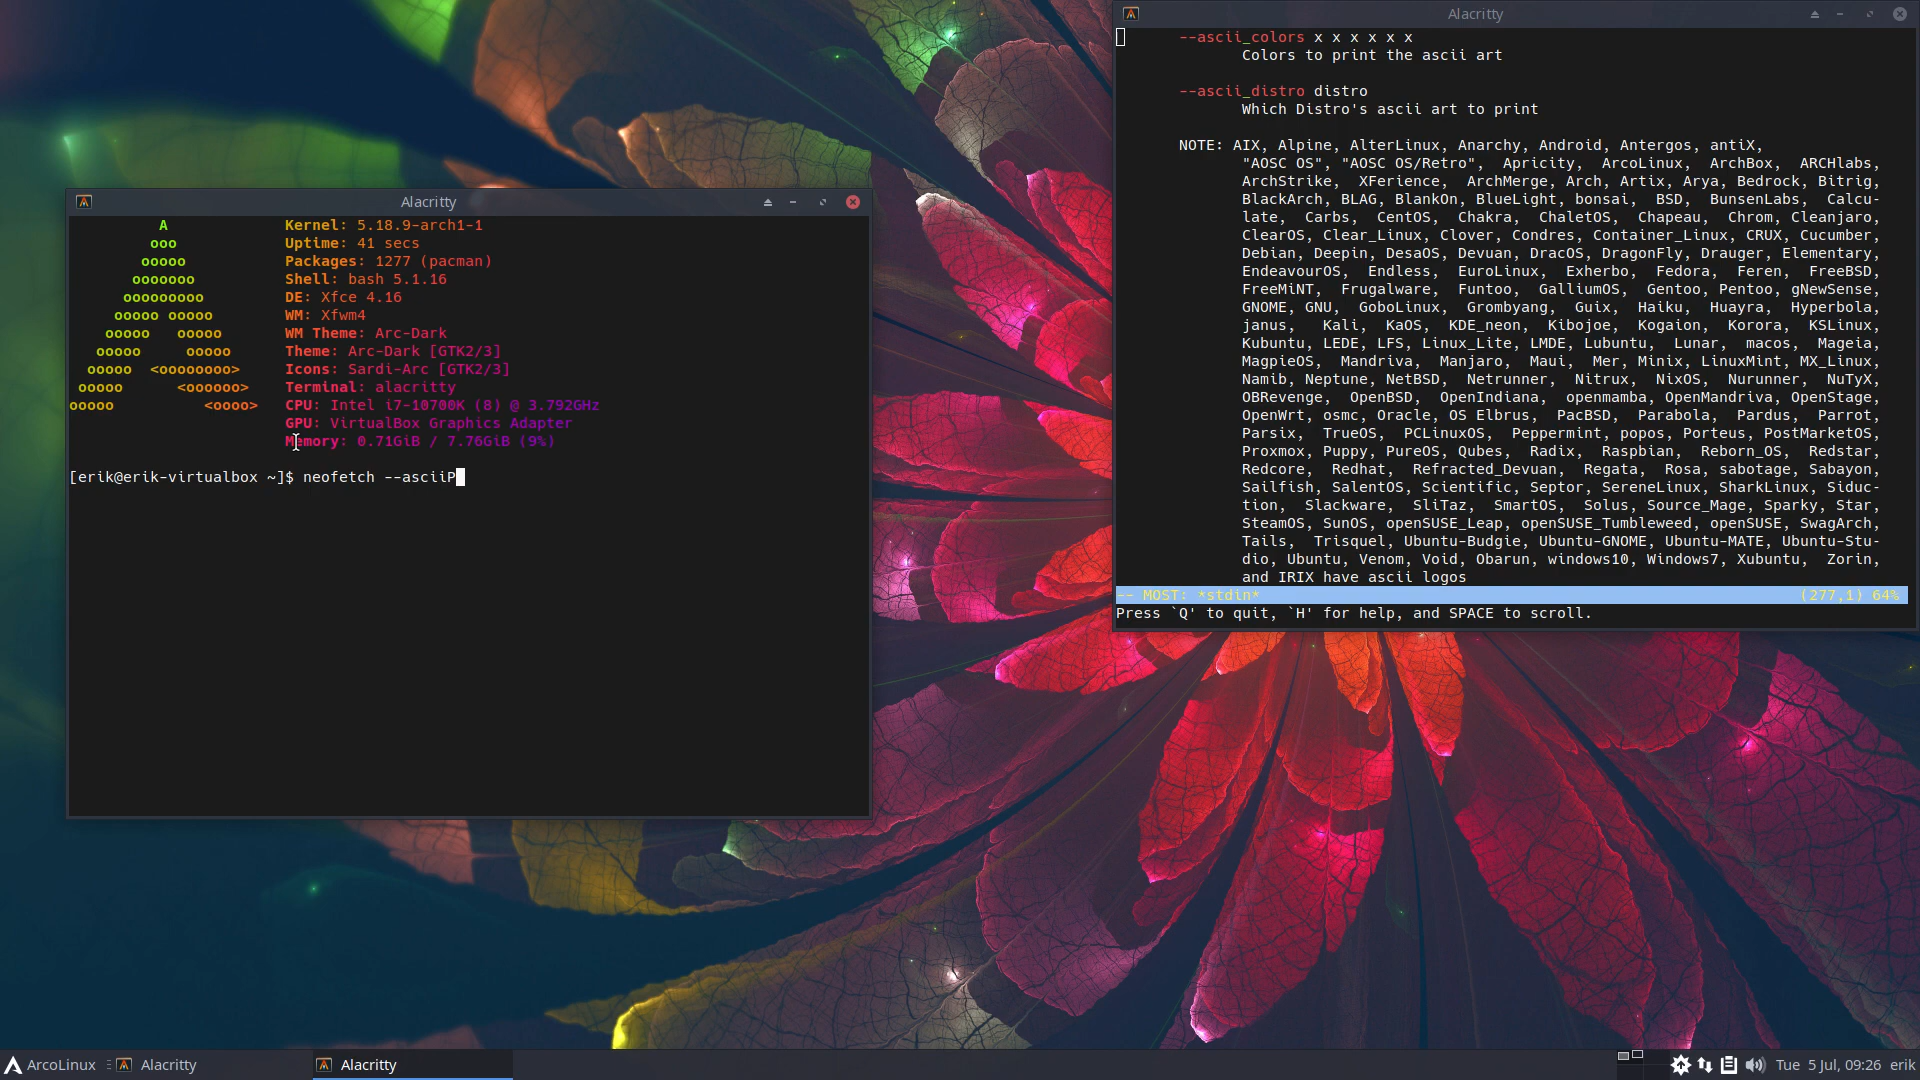 Alacritty
A
ooo
ooooo
ooooooo
ooooooooo
ooooo ooooo
ooooo   ooooo
ooooo     ooooo
ooooo  <oooooooo>
ooooo      <oooooo>
ooooo          <oooo>
Kernel: 5.18.9-arch1-1
Uptime: 41 secs
Packages: 1277 (pacman)
Shell: bash 5.1.16
DE: Xfce 4.16
WM: Xfwm4
WM Theme: Arc-Dark
Theme: Arc-Dark [GTK2/3]
Icons: Sardi-Arc [GTK2/3]
Terminal: alacritty
CPU: Intel i7-10700K (8) @ 3.792GHz
GPU: VirtualBox Graphics Adapter
Memory: 0.71GiB / 7.76GiB (9%)
[erik@erik-virtualbox ~]$ neofetch --asciiP
Alacritty
--ascii_colors x x x x x x
Colors to print the ascii art
--ascii_distro distro
Which Distro's ascii art to print
NOTE: AIX, Alpine, AlterLinux, Anarchy, Android, Antergos, antiX,
"AOSC OS", "AOSC OS/Retro", Apricity, ArcoLinux, ArchBox, ARCHlabs,
ArchStrike, XFerience, ArchMerge, Arch, Artix, Arya, Bedrock, Bitrig,
BlackArch, BLAG, BlankOn, BlueLight, bonsai, BSD, BunsenLabs, Calcu-
late, Carbs, CentOS, Chakra, ChaletOS, Chapeau, Chrom, Cleanjaro,
ClearOS, Clear_Linux, Clover, Condres, Container_Linux, CRUX, Cucumber,
Debian, Deepin, DesaOS, Devuan, DracOS, DragonFly, Drauger, Elementary,
EndeavourOS, Endless, EuroLinux, Exherbo, Fedora, Feren, FreeBSD,
FreeMiNT, Frugalware, Funtoo, GalliumOS, Gentoo, Pentoo, gNewSense,
GNOME, GNU, GoboLinux, Grombyang, Guix, Haiku, Huayra, Hyperbola,
janus, Kali, KaOS, KDE_neon, Kibojoe, Kogaion, Korora, KSLinux,
Kubuntu, LEDE, LFS, Linux_Lite, LMDE, Lubuntu, Lunar, macos, Mageia,
MagpieOS, Mandriva, Manjaro, Maui, Mer, Minix, LinuxMint, MX_Linux,
Namib, Neptune, NetBSD, Netrunner, Nitrux, NixOS, Nurunner, NuTyX,
OBRevenge, OpenBSD, OpenIndiana, openmamba, OpenMandriva, OpenStage,
OpenWrt, osmc, Oracle, OS Elbrus, PacBSD, Parabola, Pardus, Parrot,
Parsix, TrueOS, PCLinuxOS, Peppermint, popos, Porteus, PostMarketOS,
Proxmox, Puppy, PureOS, Qubes, Radix, Raspbian, Reborn_OS, Redstar,
Redcore, Redhat, Refracted_Devuan, Regata, Rosa, sabotage, Sabayon,
Sailfish, SalentOS, Scientific, Septor, SereneLinux, SharkLinux, Siduc-
tion, Slackware, SliTaz, SmartOS, Solus, Source_Mage, Sparky, Star,
SteamOS, SunOS, openSUSE_Leap, openSUSE_Tumbleweed, openSUSE, SwagArch,
Tails, Trisquel, Ubuntu-Budgie, Ubuntu-GNOME, Ubuntu-MATE, Ubuntu-Stu-
dio, Ubuntu, Venom, Void, Obarun, windows10, Windows7, Xubuntu, Zorin,
and IRIX have ascii logos
-- MOST: *stdin* (277,1) 64%
Press `Q' to quit, `H' for help, and SPACE to scroll.
ArcoLinux Alacritty Alacritty Tue 5 Jul, 09:26 erik